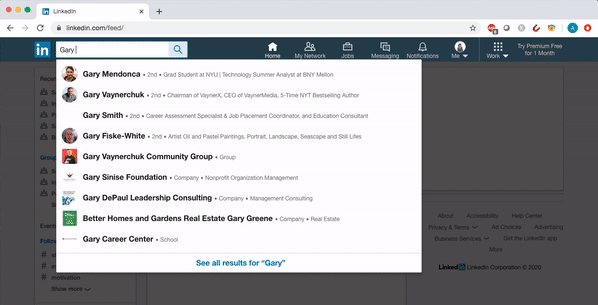 LinkedIn
linkedin.com/feed/
in
Gary
Home
My Network
Jobs
Messaging
Notifications
Me
Work
Try Premium Free
for 1 Month
Gary Mendonca • 2nd • Grad Student at NYU | Technology Summer Analyst at BNY Mellon
Gary Vaynerchuk • 2nd • Chairman of VaynerX, CEO of VaynerMedia, 5-Time NYT Bestselling Author
Gary Smith • 2nd • Career Assessment Specialist & Job Placement Coordinator, and Education Consultant
Gary Fiske-White • 2nd • Artist Oil and Pastel Paintings. Portrait, Landscape, Seascape and Still Lifes
Gary Vaynerchuk Community Group • Group
Gary Sinise Foundation • Company • Nonprofit Organization Management
Gary DePaul Leadership Consulting • Company • Management Consulting
Better Homes and Gardens Real Estate Gary Greene • Company • Real Estate
Gary Career Center • School
See all results for “Gary”
Show more
About Accessibility Help Center
Privacy & Terms Ad Choices Advertising
Business Services Get the LinkedIn app
More
LinkedIn LinkedIn Corporation © 2020